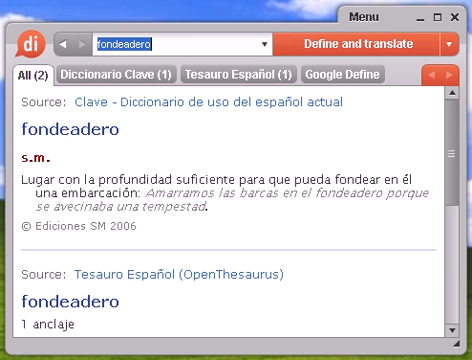 Menu
di
fondeadero
Define and translate
All (2)
Diccionario Clave (1)
Tesauro Español (1)
Google Define
Source: Clave - Diccionario de uso del español actual
fondeadero
s.m.
Lugar con la profundidad suficiente para que pueda fondear en él
una embarcación: Amarramos las barcas en el fondeadero porque
se avecinaba una tempestad.
© Ediciones SM 2006
Source: Tesauro Español (OpenThesaurus)
fondeadero
1 anclaje